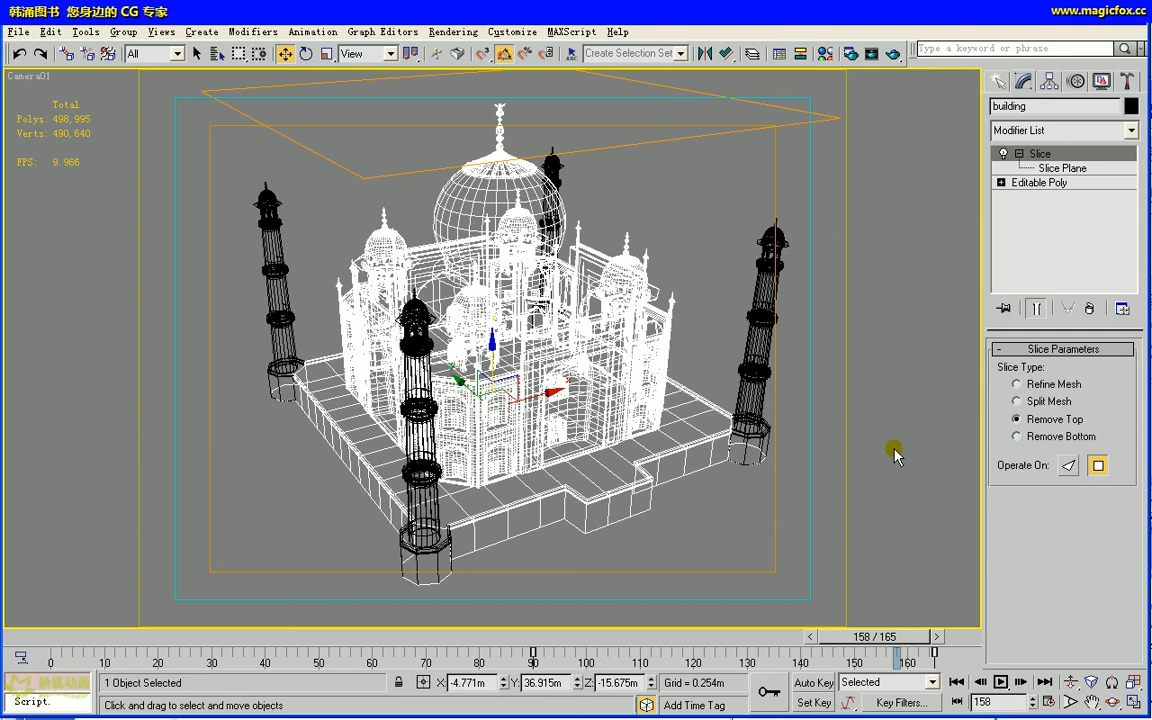 韩涌图书 您身边的 CG 专家
www.magicfox.cc
File Edit Tools Group Views Create Modifiers Animation Graph Editors Rendering Customize MAXScript Help
All
View
Create Selection Set
Type a keyword or phrase
Camera01
Total
Polys: 498,995
Verts: 490,640
FPS: 9.966
building
Modifier List
Slice
Slice Plane
Editable Poly
Slice Parameters
Slice Type:
Refine Mesh
Split Mesh
Remove Top
Remove Bottom
Operate On:
158 / 165
0 10 20 30 40 50 60 70 80 90 100 110 120 130 140 150 160
1 Object Selected
X: -4.771m Y: 36.915m Z: -15.675m
Grid = 0.254m
Auto Key
Selected
Script.
Click and drag to select and move objects
Add Time Tag
Set Key
Key Filters...
158